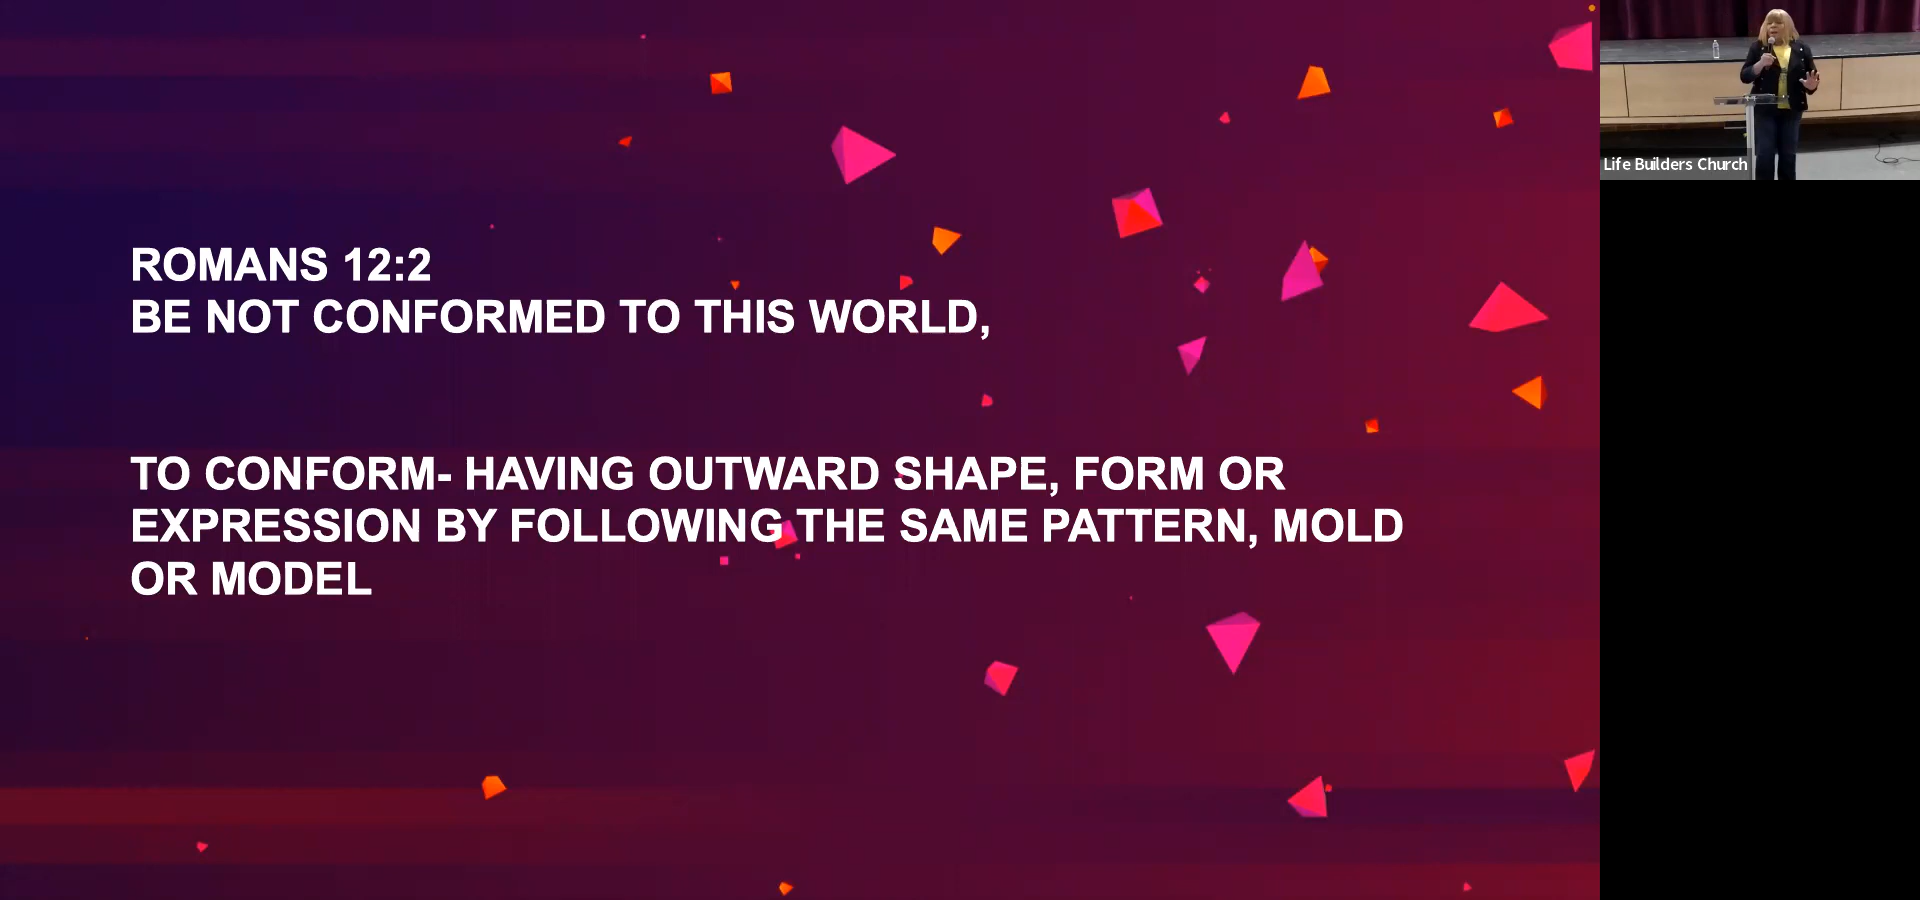 ROMANS 12:2
BE NOT CONFORMED TO THIS WORLD,
TO CONFORM- HAVING OUTWARD SHAPE, FORM OR
EXPRESSION BY FOLLOWING THE SAME PATTERN, MOLD
OR MODEL
Life Builders Church